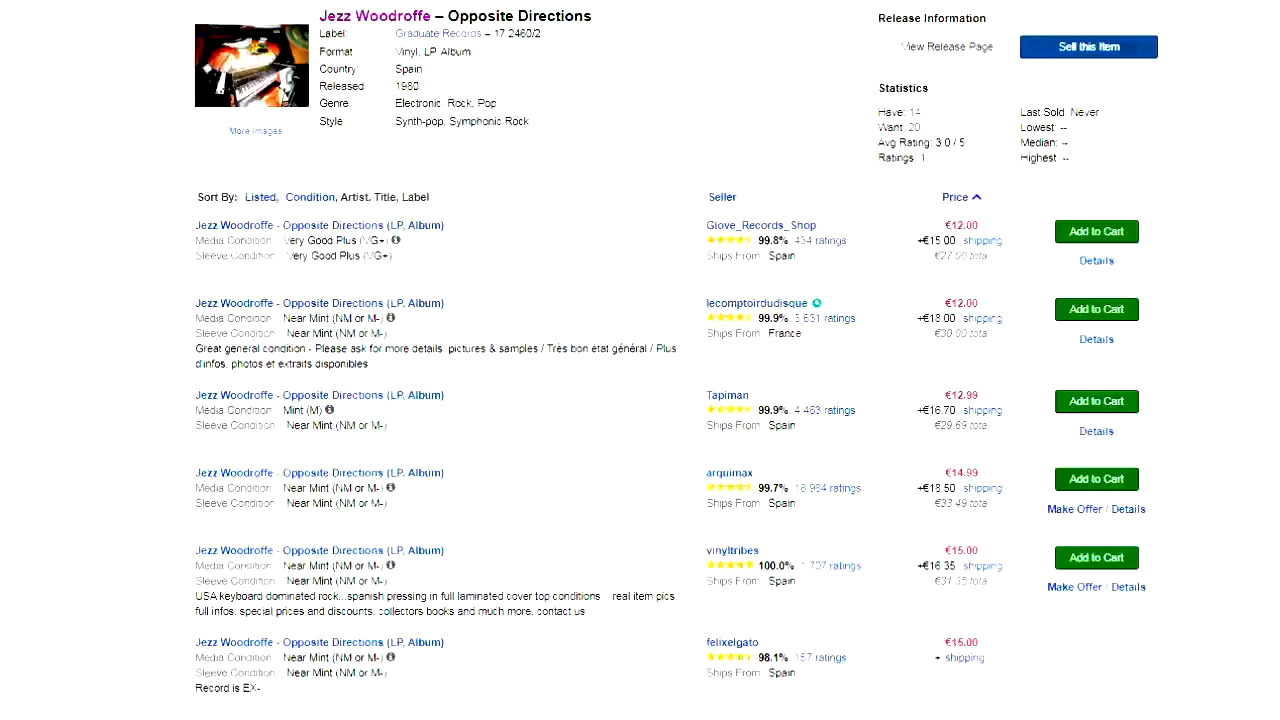 Jezz Woodroffe – Opposite Directions
Label: Graduate Records – 17.2460/2
Format Vinyl, LP Album
Country: Spain
Released 1980
Genre Electronic, Rock, Pop
Style Synth-pop, Symphonic Rock
More Images
Release Information
View Release Page
Sell this Item
Statistics
Have: 14
Want: 20
Avg Rating: 3.0 / 5
Ratings: 1
Last Sold: Never
Lowest: --
Median: --
Highest --
Sort By: Listed, Condition, Artist, Title, Label Seller Price
Jezz Woodroffe - Opposite Directions (LP, Album) Glove_Records_Shop €12.00 Add to Cart
Media Condition Very Good Plus (VG+) 99.8%, 434 ratings +€15.00 shipping
Sleeve Condition Very Good Plus (VG+) Ships From Spain €27.00 total Details
Jezz Woodroffe - Opposite Directions (LP, Album) lecomptoirdudisque €12.00 Add to Cart
Media Condition Near Mint (NM or M-) 99.9%, 3,631 ratings +€18.00 shipping
Sleeve Condition Near Mint (NM or M-) Ships From France €30.00 total Details
Great general condition - Please ask for more details, pictures & samples / Très bon état général / Plus
d'infos, photos et extraits disponibles
Jezz Woodroffe - Opposite Directions (LP, Album) Tapiman €12.99 Add to Cart
Media Condition Mint (M) 99.9%, 4,463 ratings +€16.70 shipping
Sleeve Condition Near Mint (NM or M-) Ships From Spain €29.69 total Details
Jezz Woodroffe - Opposite Directions (LP, Album) arquimax €14.99 Add to Cart
Media Condition Near Mint (NM or M-) 99.7%, ratings +€18.50 shipping
Sleeve Condition Near Mint (NM or M-) Ships From Spain €33.49 total Make Offer / Details
Jezz Woodroffe - Opposite Directions (LP, Album) vinyltribes €15.00 Add to Cart
Media Condition Near Mint (NM or M-) 100.0%, 1,707 ratings +€16.35 shipping
Sleeve Condition Near Mint (NM or M-) Ships From Spain €31.35 total Make Offer / Details
USA keyboard dominated rock...spanish pressing in full laminated cover top conditions real item pics
full infos, special prices and discounts, collectors books and much more, contact us
Jezz Woodroffe - Opposite Directions (LP, Album) felixelgato €15.00
Media Condition Near Mint (NM or M-) 98.1%, 157 ratings + shipping
Sleeve Condition Near Mint (NM or M-) Ships From Spain
Record is EX-